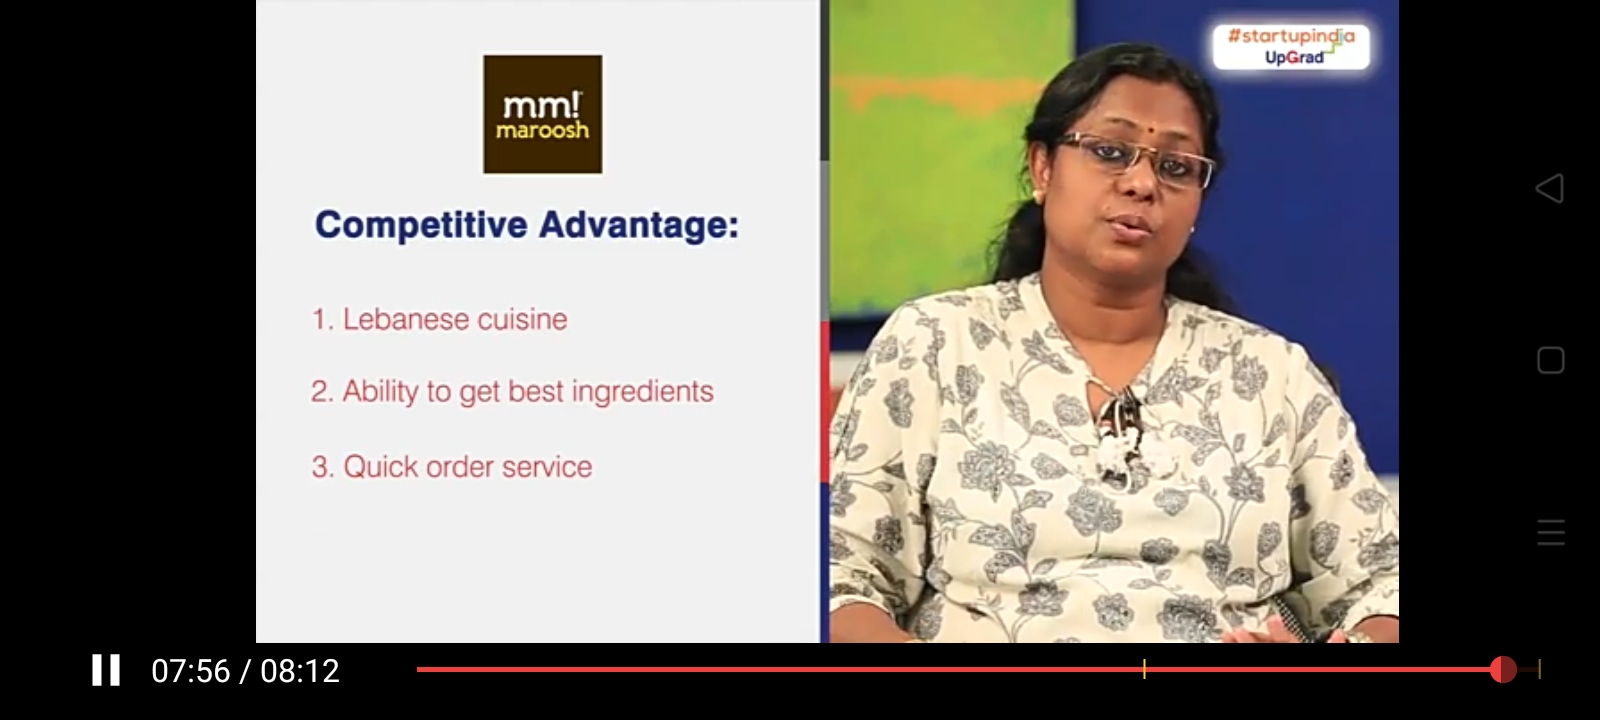 mm!
maroosh
Competitive Advantage:
1. Lebanese cuisine
2. Ability to get best ingredients
3. Quick order service
#startupindia
UpGrad
07:56 / 08:12